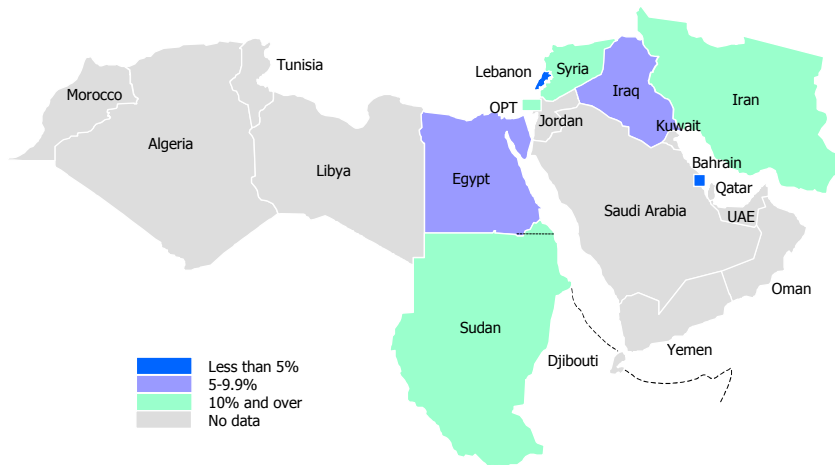 Tunisia
Lebanon
Syria
Morocco
Iraq
Iran
OPT
Jordan
Kuwait
Algeria
Libya
Bahrain
Egypt
Qatar
Saudi Arabia
UAE
Oman
Sudan
Yemen
Djibouti
Less than 5%
5-9.9%
10% and over
No data